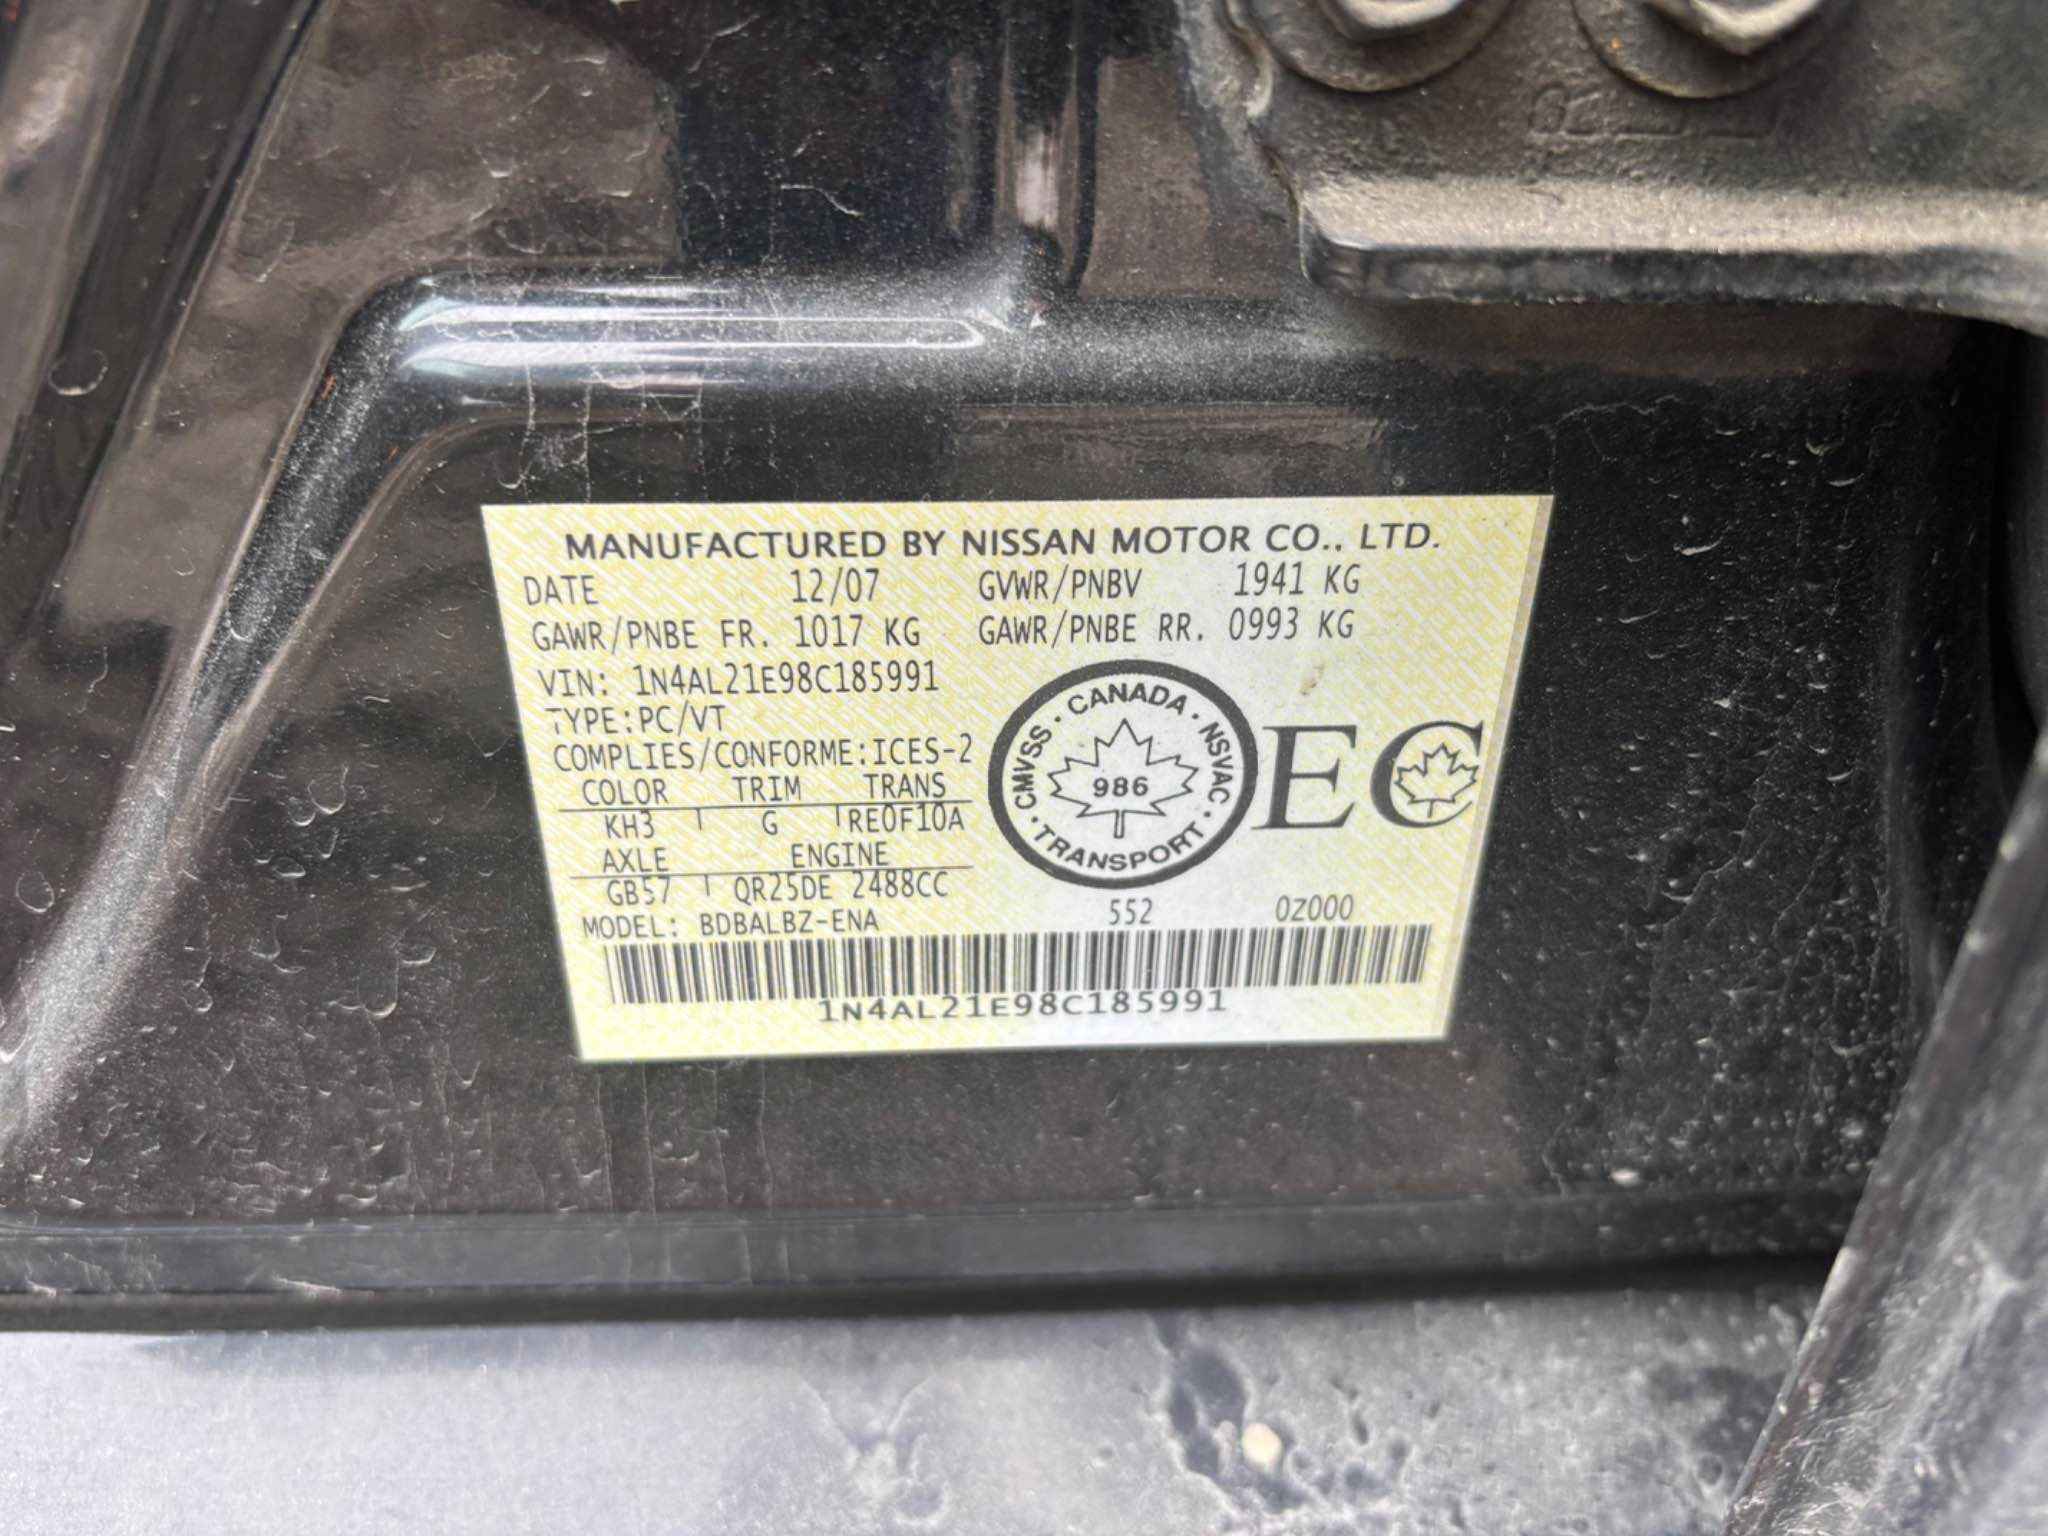 MANUFACTURED BY NISSAN MOTOR CO., LTD.
DATE 12/07 GVWR/PNBV 1941 KG
GAWR/PNBE FR. 1017 KG GAWR/PNBE RR. 0993 KG
VIN: 1N4AL21E98C185991
TYPE:PC/VT
COMPLIES/CONFORME:ICES-2
COLOR TRIM TRANS
KH3 G RE0F10A
AXLE ENGINE
GB57 QR25DE 2488CC
MODEL: BDBALBZ-ENA 552 0Z000
CMVSS · CANADA · NSVAC · TRANSPORT ·
986
EC
1N4AL21E98C185991